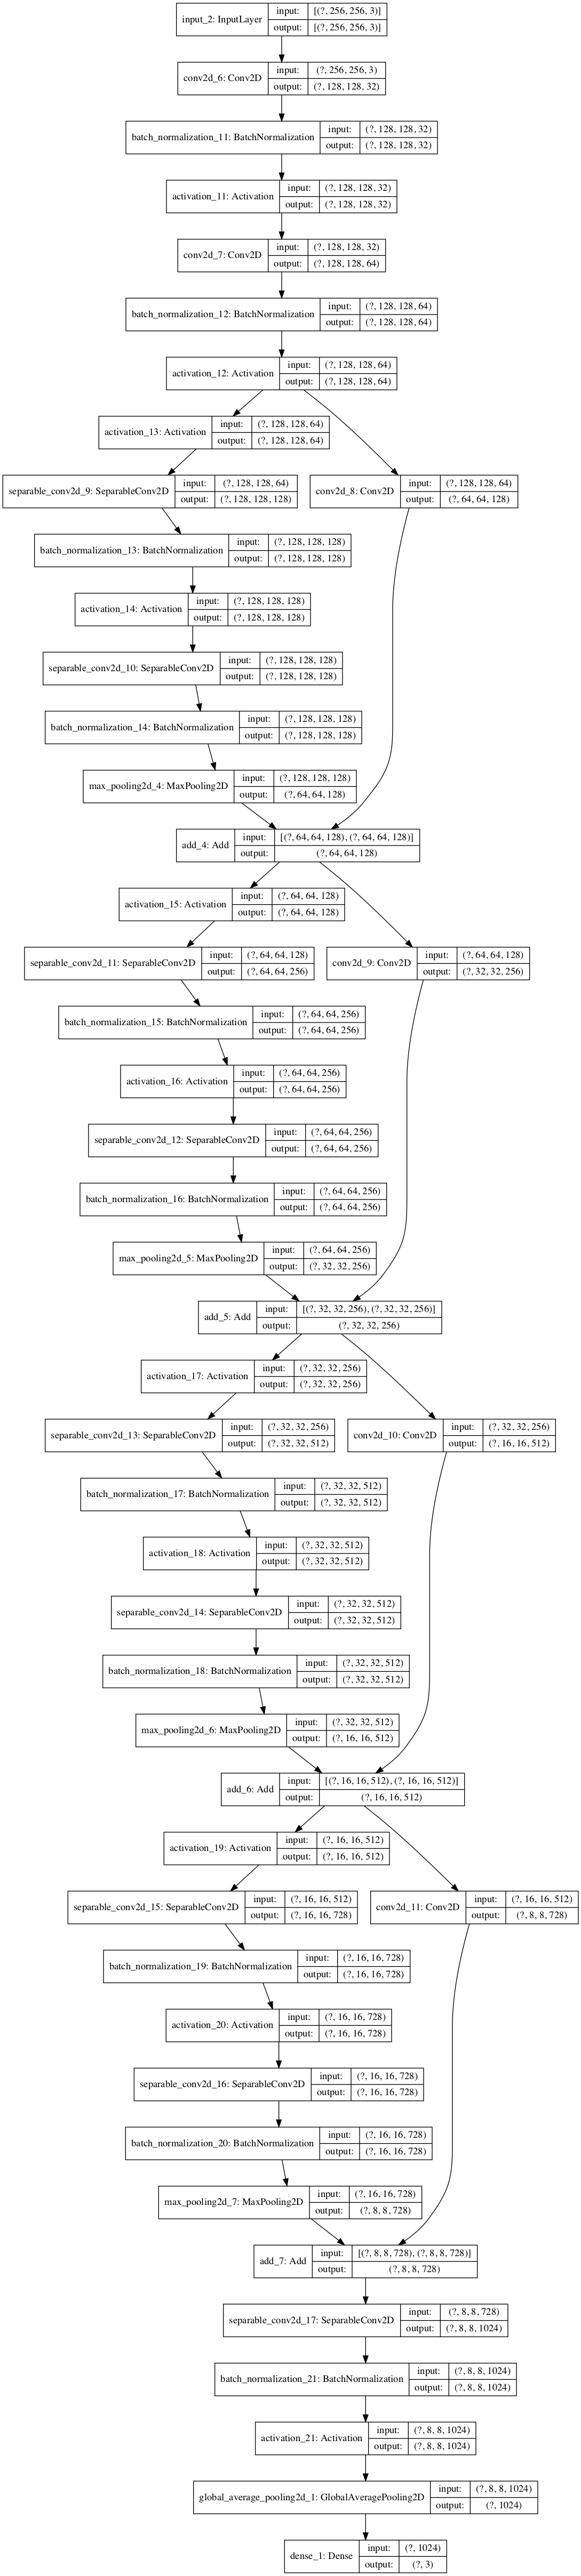 input_2: InputLayer
input: [(?, 256, 256, 3)]
output: [(?, 256, 256, 3)]
conv2d_6: Conv2D
input: (?, 256, 256, 3)
output: (?, 128, 128, 32)
batch_normalization_11: BatchNormalization
input: (?, 128, 128, 32)
output: (?, 128, 128, 32)
activation_11: Activation
input: (?, 128, 128, 32)
output: (?, 128, 128, 32)
conv2d_7: Conv2D
input: (?, 128, 128, 32)
output: (?, 128, 128, 64)
batch_normalization_12: BatchNormalization
input: (?, 128, 128, 64)
output: (?, 128, 128, 64)
activation_12: Activation
input: (?, 128, 128, 64)
output: (?, 128, 128, 64)
activation_13: Activation
input: (?, 128, 128, 64)
output: (?, 128, 128, 64)
separable_conv2d_9: SeparableConv2D
input: (?, 128, 128, 64)
output: (?, 128, 128, 128)
conv2d_8: Conv2D
input: (?, 128, 128, 64)
output: (?, 64, 64, 128)
batch_normalization_13: BatchNormalization
input: (?, 128, 128, 128)
output: (?, 128, 128, 128)
activation_14: Activation
input: (?, 128, 128, 128)
output: (?, 128, 128, 128)
separable_conv2d_10: SeparableConv2D
input: (?, 128, 128, 128)
output: (?, 128, 128, 128)
batch_normalization_14: BatchNormalization
input: (?, 128, 128, 128)
output: (?, 128, 128, 128)
max_pooling2d_4: MaxPooling2D
input: (?, 128, 128, 128)
output: (?, 64, 64, 128)
add_4: Add
input: [(?, 64, 64, 128), (?, 64, 64, 128)]
output: (?, 64, 64, 128)
activation_15: Activation
input: (?, 64, 64, 128)
output: (?, 64, 64, 128)
separable_conv2d_11: SeparableConv2D
input: (?, 64, 64, 128)
output: (?, 64, 64, 256)
conv2d_9: Conv2D
input: (?, 64, 64, 128)
output: (?, 32, 32, 256)
batch_normalization_15: BatchNormalization
input: (?, 64, 64, 256)
output: (?, 64, 64, 256)
activation_16: Activation
input: (?, 64, 64, 256)
output: (?, 64, 64, 256)
separable_conv2d_12: SeparableConv2D
input: (?, 64, 64, 256)
output: (?, 64, 64, 256)
batch_normalization_16: BatchNormalization
input: (?, 64, 64, 256)
output: (?, 64, 64, 256)
max_pooling2d_5: MaxPooling2D
input: (?, 64, 64, 256)
output: (?, 32, 32, 256)
add_5: Add
input: [(?, 32, 32, 256), (?, 32, 32, 256)]
output: (?, 32, 32, 256)
activation_17: Activation
input: (?, 32, 32, 256)
output: (?, 32, 32, 256)
separable_conv2d_13: SeparableConv2D
input: (?, 32, 32, 256)
output: (?, 32, 32, 512)
conv2d_10: Conv2D
input: (?, 32, 32, 256)
output: (?, 16, 16, 512)
batch_normalization_17: BatchNormalization
input: (?, 32, 32, 512)
output: (?, 32, 32, 512)
activation_18: Activation
input: (?, 32, 32, 512)
output: (?, 32, 32, 512)
separable_conv2d_14: SeparableConv2D
input: (?, 32, 32, 512)
output: (?, 32, 32, 512)
batch_normalization_18: BatchNormalization
input: (?, 32, 32, 512)
output: (?, 32, 32, 512)
max_pooling2d_6: MaxPooling2D
input: (?, 32, 32, 512)
output: (?, 16, 16, 512)
add_6: Add
input: [(?, 16, 16, 512), (?, 16, 16, 512)]
output: (?, 16, 16, 512)
activation_19: Activation
input: (?, 16, 16, 512)
output: (?, 16, 16, 512)
separable_conv2d_15: SeparableConv2D
input: (?, 16, 16, 512)
output: (?, 16, 16, 728)
conv2d_11: Conv2D
input: (?, 16, 16, 512)
output: (?, 8, 8, 728)
batch_normalization_19: BatchNormalization
input: (?, 16, 16, 728)
output: (?, 16, 16, 728)
activation_20: Activation
input: (?, 16, 16, 728)
output: (?, 16, 16, 728)
separable_conv2d_16: SeparableConv2D
input: (?, 16, 16, 728)
output: (?, 16, 16, 728)
batch_normalization_20: BatchNormalization
input: (?, 16, 16, 728)
output: (?, 16, 16, 728)
max_pooling2d_7: MaxPooling2D
input: (?, 16, 16, 728)
output: (?, 8, 8, 728)
add_7: Add
input: [(?, 8, 8, 728), (?, 8, 8, 728)]
output: (?, 8, 8, 728)
separable_conv2d_17: SeparableConv2D
input: (?, 8, 8, 728)
output: (?, 8, 8, 1024)
batch_normalization_21: BatchNormalization
input: (?, 8, 8, 1024)
output: (?, 8, 8, 1024)
activation_21: Activation
input: (?, 8, 8, 1024)
output: (?, 8, 8, 1024)
global_average_pooling2d_1: GlobalAveragePooling2D
input: (?, 8, 8, 1024)
output: (?, 1024)
dense_1: Dense
input: (?, 1024)
output: (?, 3)